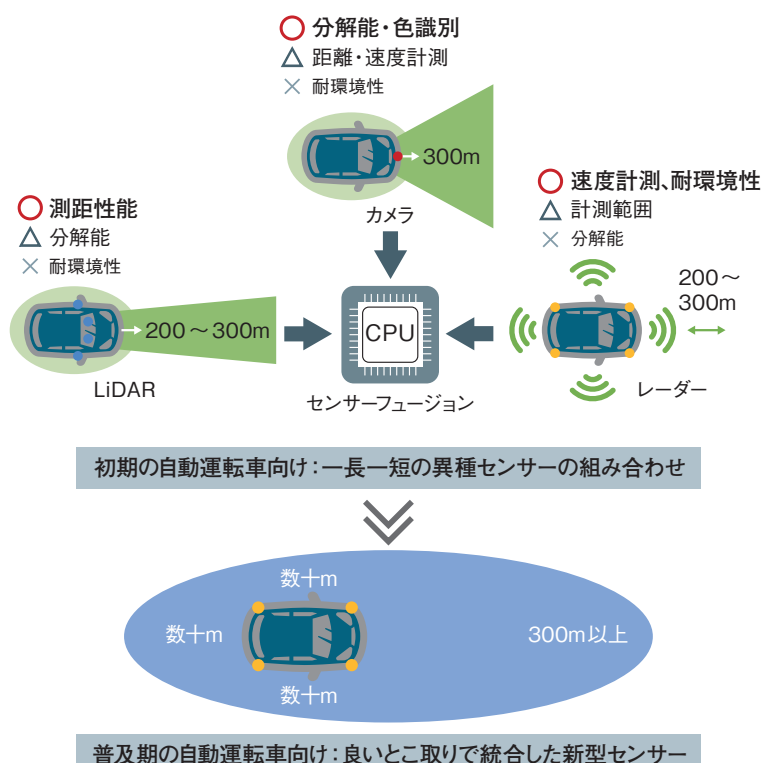 ○ 分解能・色識別
△ 距離・速度計測
× 耐環境性
300m
カメラ
○ 測距性能
△ 分解能
× 耐環境性
200～300m
LiDAR
○ 速度計測、耐環境性
△ 計測範囲
× 分解能
200～
300m
レーダー
CPU
センサーフュージョン
初期の自動運転車向け：一長一短の異種センサーの組み合わせ
数十m
数十m
300m以上
数十m
普及期の自動運転車向け：良いとこ取りで統合した新型センサー